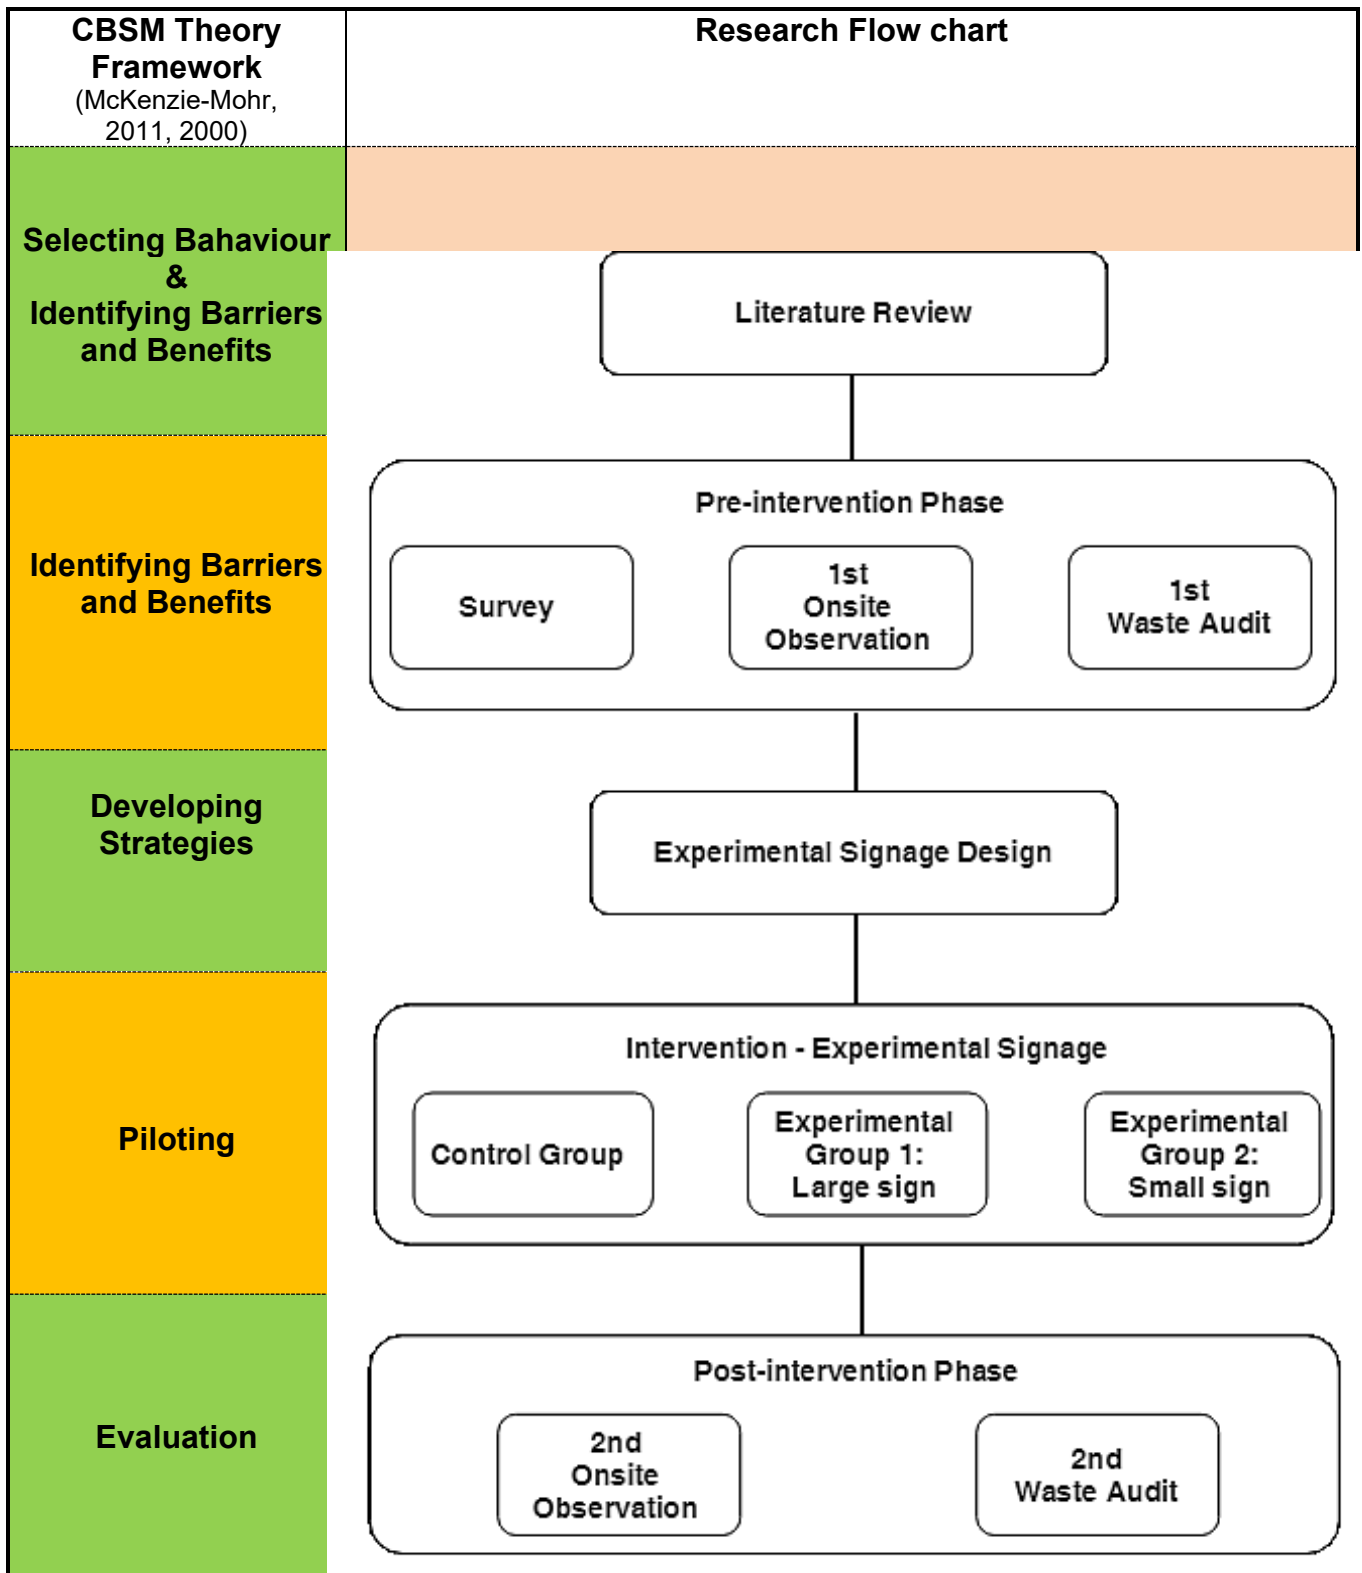 CBSM Theory
Framework
(McKenzie-Mohr,
2011, 2000)
Research Flow chart
Selecting Bahaviour
&
Identifying Barriers
and Benefits
Literature Review
Identifying Barriers
and Benefits
Pre-intervention Phase
Survey
1st
Onsite
Observation
1st
Waste Audit
Developing
Strategies
Experimental Signage Design
Piloting
Intervention - Experimental Signage
Control Group
Experimental
Group 1:
Large sign
Experimental
Group 2:
Small sign
Evaluation
Post-intervention Phase
2nd
Onsite
Observation
2nd
Waste Audit